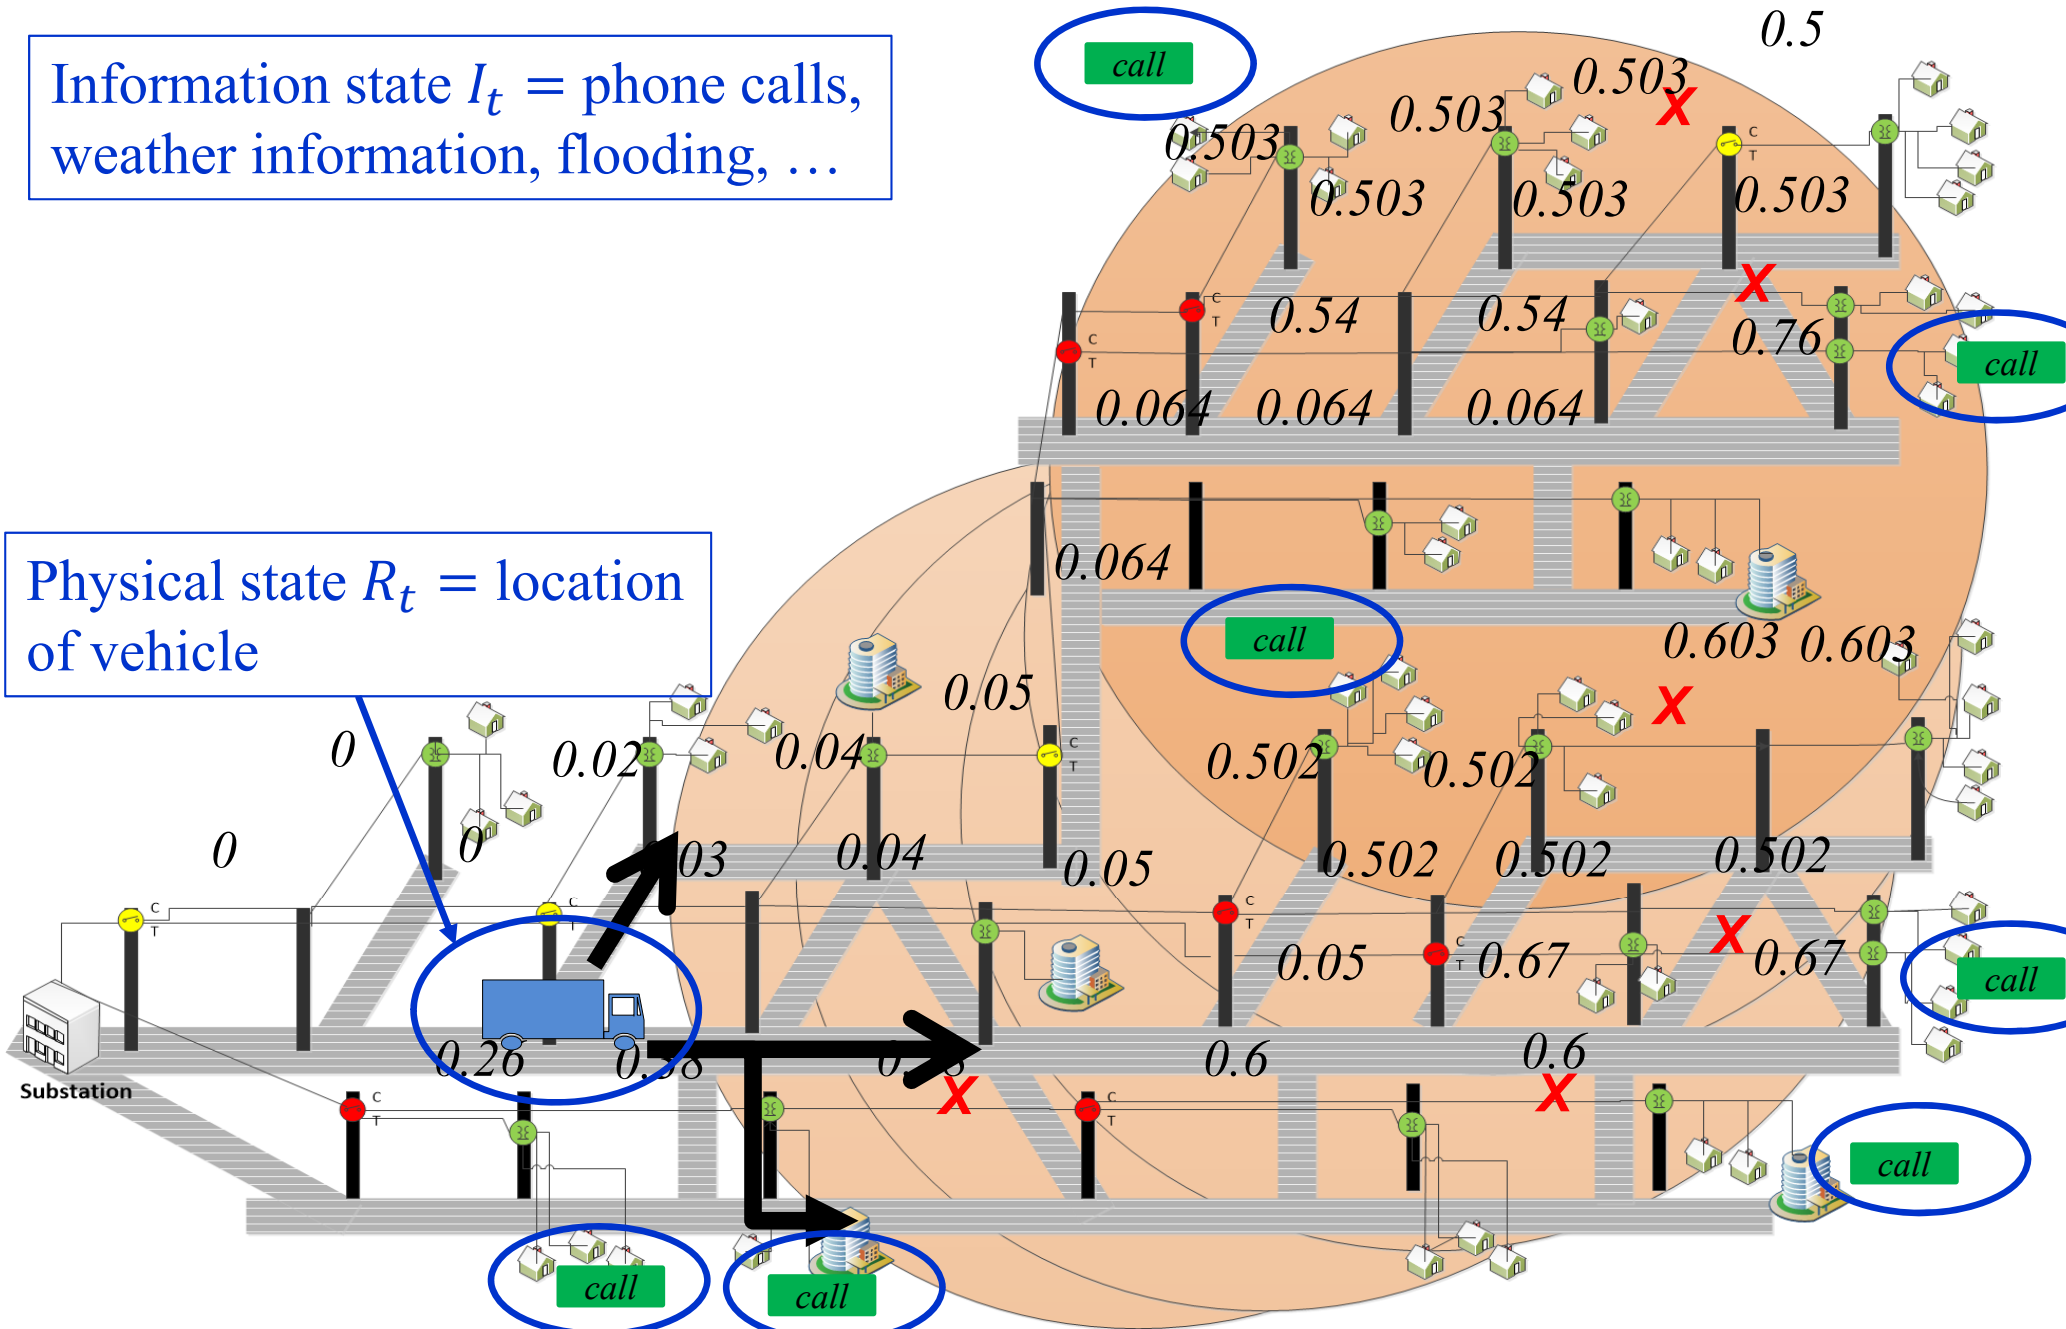 0.5
call
Information state I_t = phone calls,
weather information, flooding, …
0.503
0.503
0.503
C
T
0.503
0.503
0.503
0.503
X
X
C
T
0.54
0.54
0.76
C
T
call
0.064
0.064
0.064
0.064
Physical state R_t = location
of vehicle
call
0.603
0.603
0.05
X
0
0.02
0.04
C
T
0.502
0.502
0
0
03
0.04
0.05
0.502
0.502
0.502
C
T
C
T
C
T
X
0.05
C
T
0.67
0.67
call
0.26
0.6
0.6
Substation
X
X
C
T
C
T
call
call
call